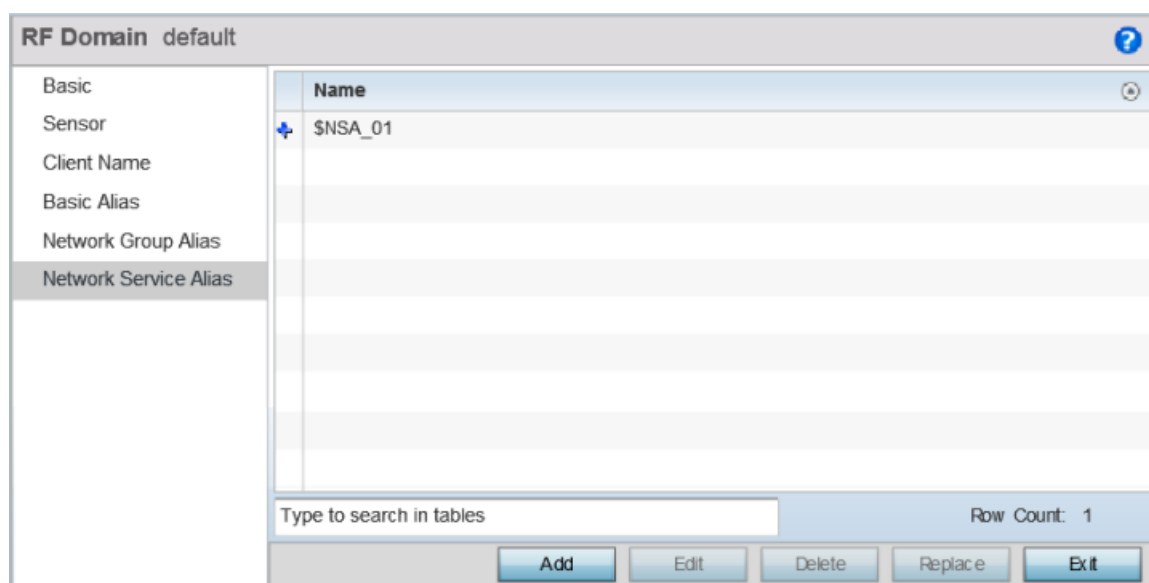 RF Domain default
?
Basic
Sensor
Client Name
Basic Alias
Network Group Alias
Network Service Alias
Name
$NSA_01
Type to search in tables
Row Count: 1
Add
Edit
Delete
Replace
Exit